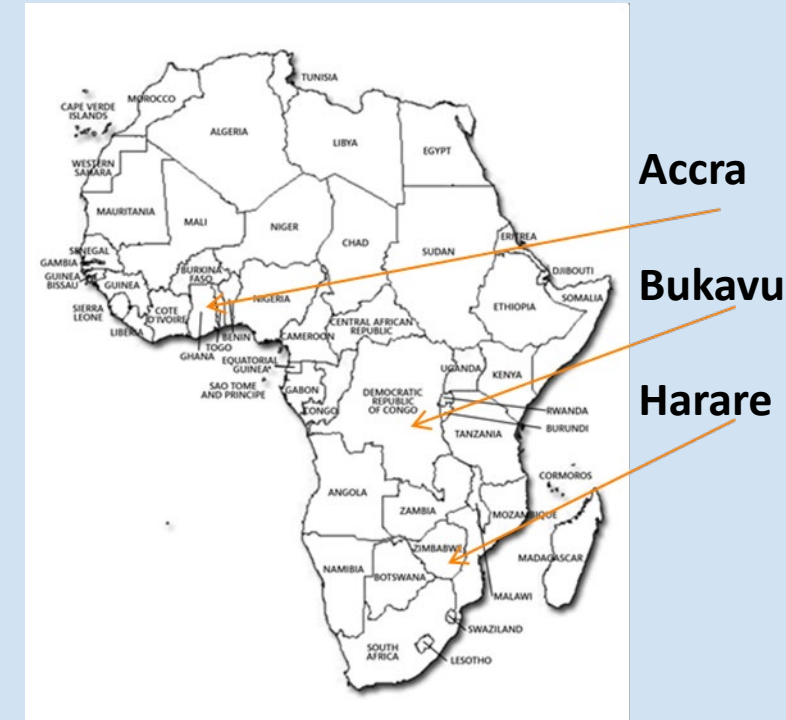 TUNISIA
MOROCCO
CAPE VERDE
ISLANDS
ALGERIA
LIBYA
EGYPT
WESTERN
SAHARA
Accra
MAURITANIA
MALI
NIGER
CHAD
SUDAN
ERITREA
SENEGAL
GAMBIA
GUINEA
BISSAU
GUINEA
BURKINA
FASO
NIGERIA
DJIBOUTI
SOMALIA
ETHIOPIA
Bukavu
SIERRA
LEONE
COTE
D'IVOIRE
LIBERIA
BENIN
TOGO
GHANA
CAMEROON
CENTRAL AFRICAN
REPUBLIC
EQUATORIAL
GUINEA
SAO TOME
AND PRINCIPE
GABON
CONGO
DEMOCRATIC
REPUBLIC
OF CONGO
UGANDA
KENYA
Harare
RWANDA
BURUNDI
TANZANIA
CORMOROS
ANGOLA
ZAMBIA
MOZAMBIQUE
ZIMBABWE
MADAGASCAR
NAMIBIA
BOTSWANA
MALAWI
SWAZILAND
SOUTH
AFRICA
LESOTHO